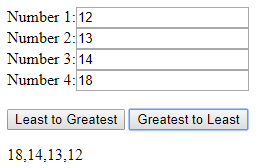 Number 1: 12
Number 2: 13
Number 3: 14
Number 4: 18
Least to Greatest Greatest to Least
18,14,13,12